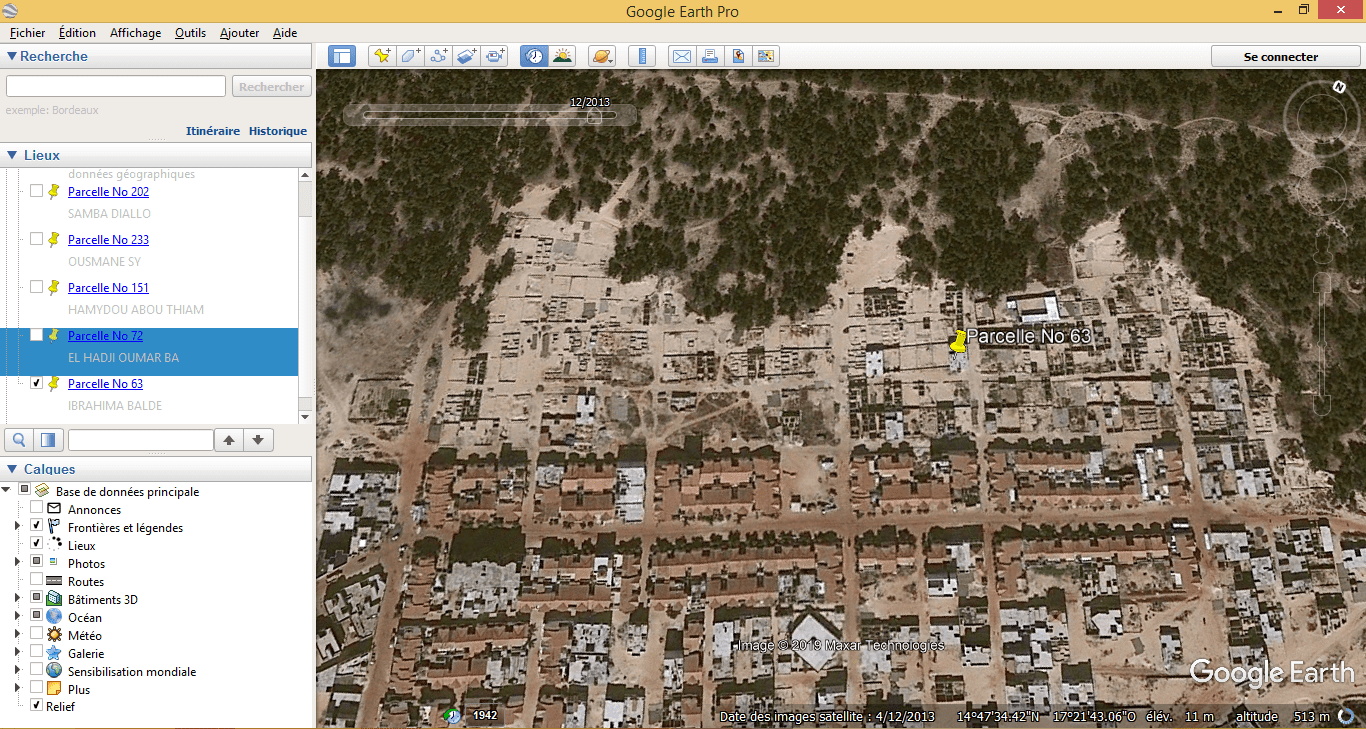 Google Earth Pro
Fichier Édition Affichage Outils Ajouter Aide
Recherche
Se connecter
Rechercher
exemple: Bordeaux
Itinéraire Historique
Lieux
données géographiques
Parcelle No 202
SAMBA DIALLO
Parcelle No 233
OUSMANE SY
Parcelle No 151
HAMYDOU ABOU THIAM
Parcelle No 72
EL HADJI OUMAR BA
Parcelle No 63
IBRAHIMA BALDE
Calques
Base de données principale
Annonces
Frontières et légendes
Lieux
Photos
Routes
Bâtiments 3D
Océan
Météo
Galerie
Sensibilisation mondiale
Plus
Relief
12/2013
N
Parcelle No 63
Image © 2019 Maxar Technologies
Google Earth
1942
Date des images satellite : 4/12/2013 14°47'34.42"N 17°21'43.06"O élév. 11 m altitude 513 m